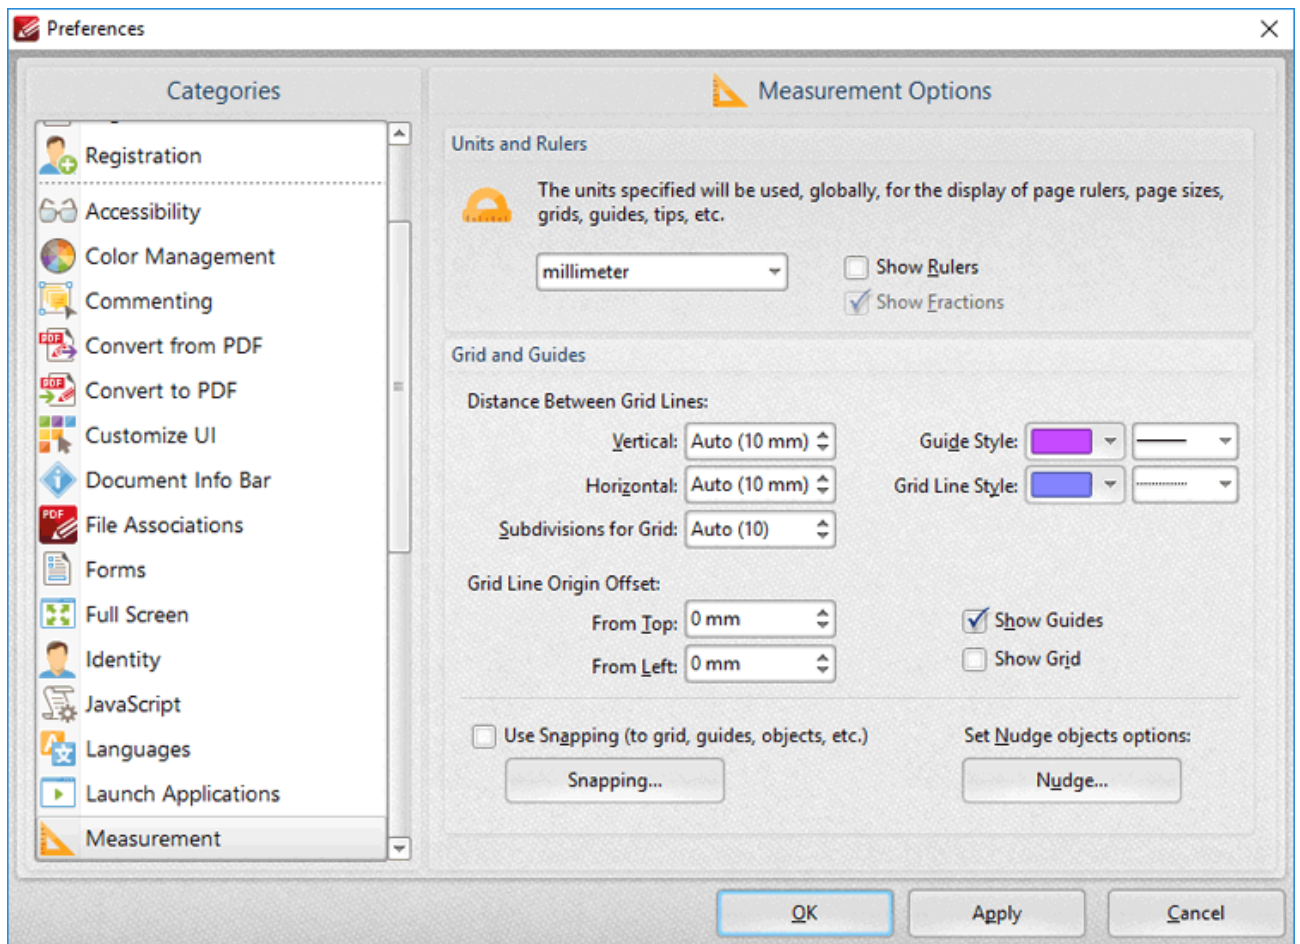 Preferences
Categories
Registration
Accessibility
Color Management
Commenting
PDF
Convert from PDF
PDF
Convert to PDF
Customize UI
Document Info Bar
PDF
File Associations
Forms
Full Screen
Identity
JavaScript
Languages
Launch Applications
Measurement
Measurement Options
Units and Rulers
The units specified will be used, globally, for the display of page rulers, page sizes,
grids, guides, tips, etc.
millimeter
Show Rulers
Show Fractions
Grid and Guides
Distance Between Grid Lines:
Vertical: Auto (10 mm) Guide Style:
Horizontal: Auto (10 mm) Grid Line Style:
Subdivisions for Grid: Auto (10)
Grid Line Origin Offset:
From Top: 0 mm Show Guides
From Left: 0 mm Show Grid
Use Snapping (to grid, guides, objects, etc.) Set Nudge objects options:
Snapping... Nudge...
OK Apply Cancel